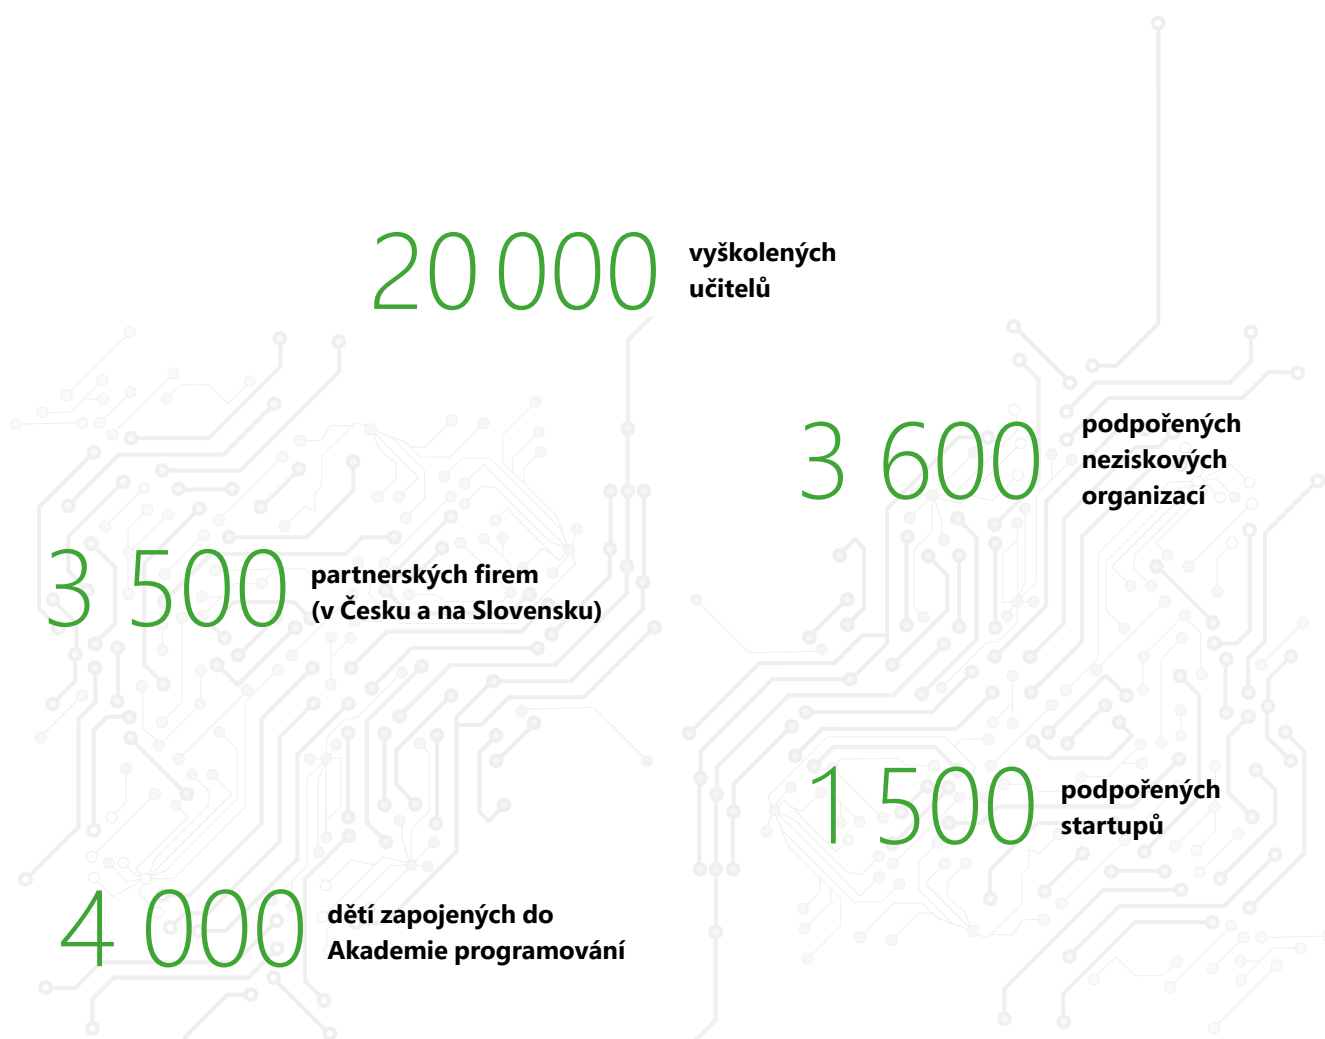 20 000 vyškolených
učitelů
3 600 podpořených
neziskových
organizací
3 500 partnerských firem
(v Česku a na Slovensku)
1 500 podpořených
startupů
4 000 dětí zapojených do
Akademie programování